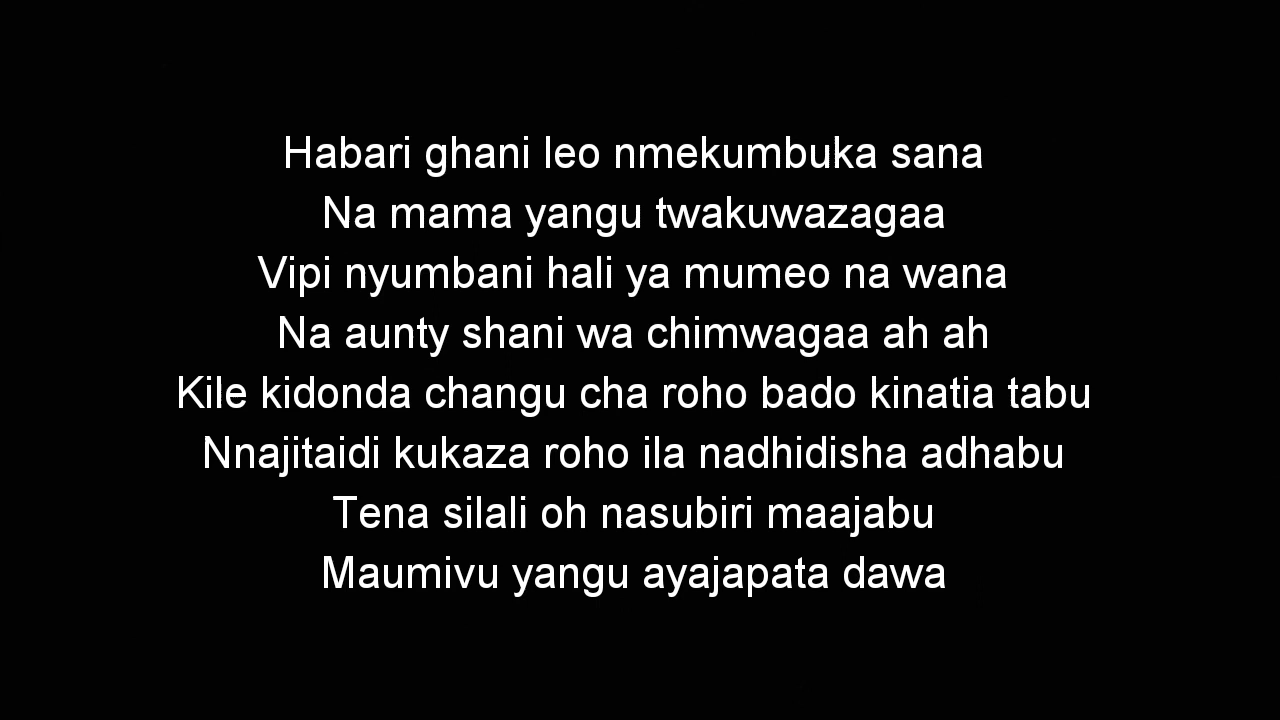 Habari ghani leo nmekumbuka sana
Na mama yangu twakuwazagaa
Vipi nyumbani hali ya mumeo na wana
Na aunty shani wa chimwagaa ah ah
Kile kidonda changu cha roho bado kinatia tabu
Nnajitaidi kukaza roho ila nadhidisha adhabu
Tena silali oh nasubiri maajabu
Maumivu yangu ayajapata dawa